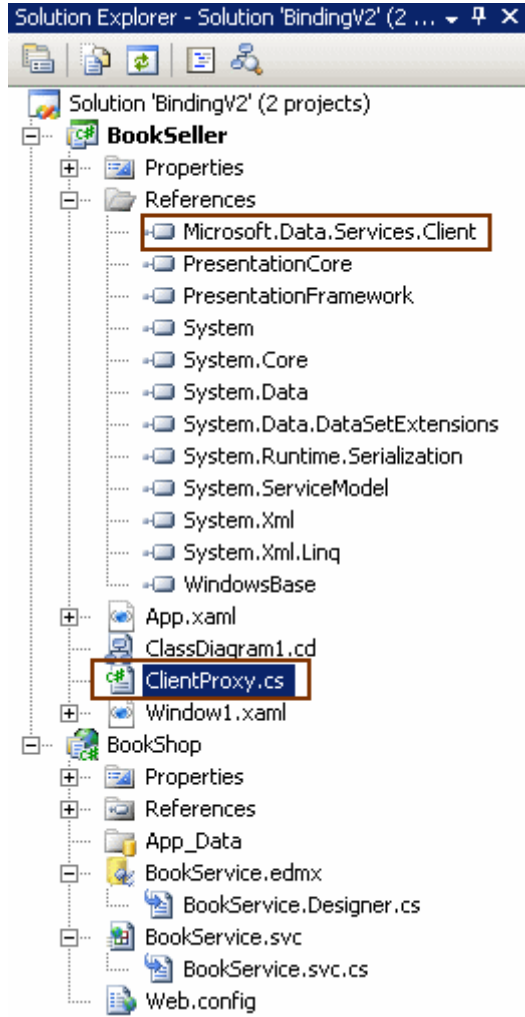 Solution Explorer - Solution 'BindingV2' (2 ...
Solution 'BindingV2' (2 projects)
BookSeller
Properties
References
Microsoft.Data.Services.Client
PresentationCore
PresentationFramework
System
System.Core
System.Data
System.Data.DataSetExtensions
System.Runtime.Serialization
System.ServiceModel
System.Xml
System.Xml.Linq
WindowsBase
App.xaml
ClassDiagram1.cd
ClientProxy.cs
Window1.xaml
BookShop
Properties
References
App_Data
BookService.edmx
BookService.Designer.cs
BookService.svc
BookService.svc.cs
Web.config